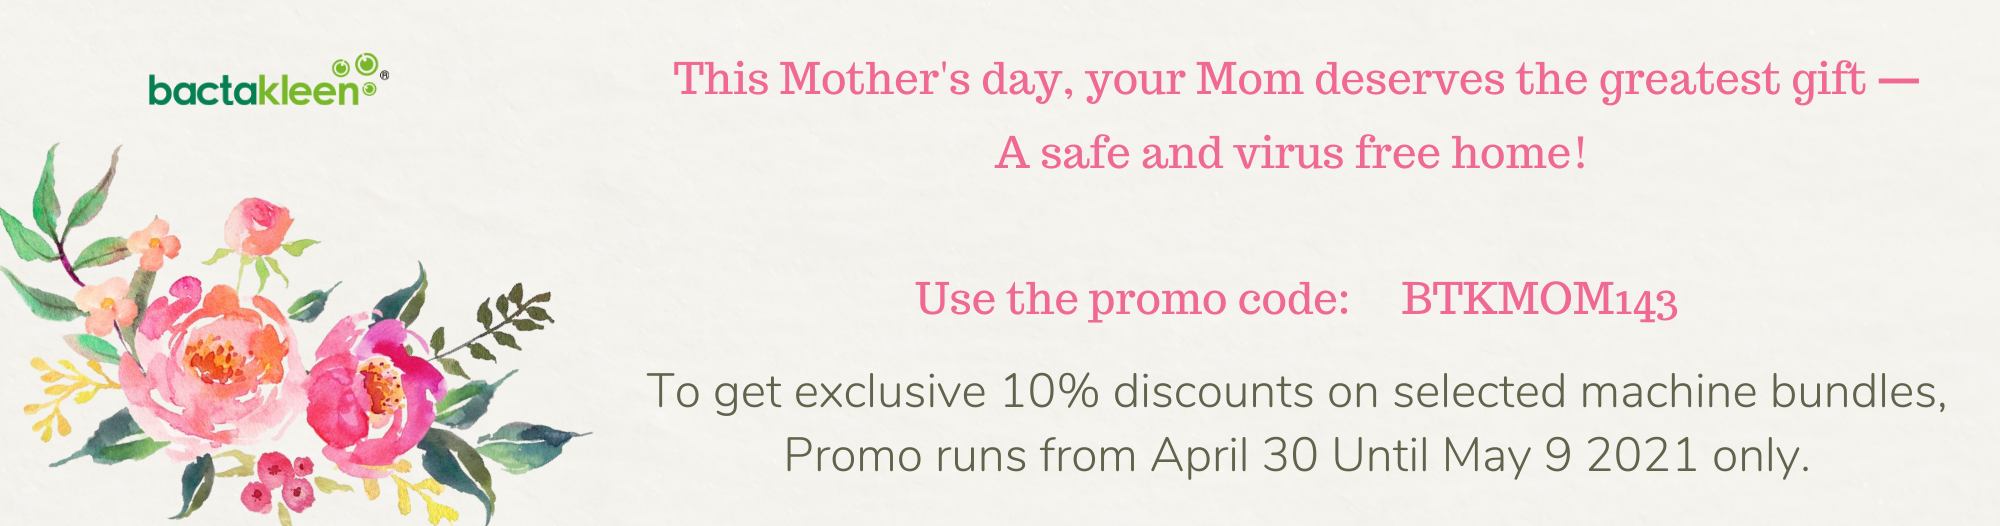 bactakleen®
This Mother's day, your Mom deserves the greatest gift —
A safe and virus free home!
Use the promo code: BTKMOM143
To get exclusive 10% discounts on selected machine bundles,
Promo runs from April 30 Until May 9 2021 only.